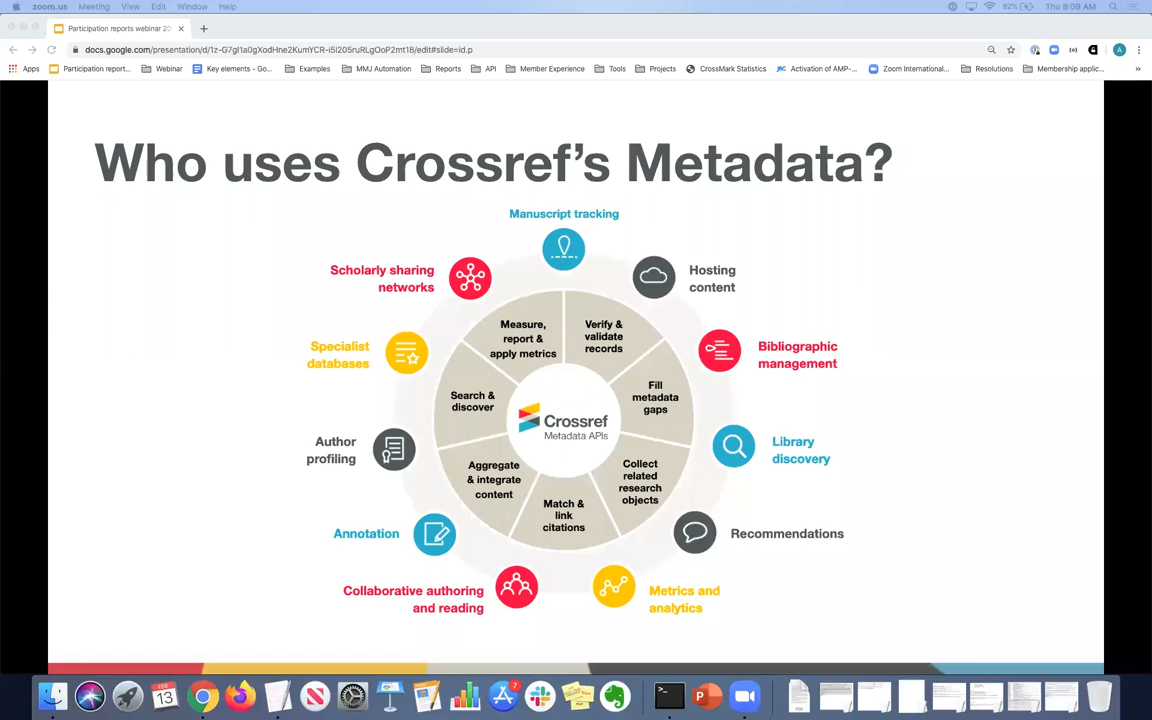 zoom.us Meeting View Edit Window Help
82% Thu 8:09 AM
Participation reports webinar 20
docs.google.com/presentation/d/1z-G7gI1a0gXodHne2KumYCR-i5l205ruRLgOoP2mt18/edit#slide=id.p
A
Apps Participation report... Webinar Key elements - Go... Examples MMJ Automation Reports API Member Experience Tools Projects CrossMark Statistics Activation of AMP-... Zoom International... Resolutions Membership applic... »
Who uses Crossref's Metadata?
Manuscript tracking
Scholarly sharing
networks
Hosting
content
Specialist
databases
Bibliographic
management
Author
profiling
Library
discovery
Annotation
Recommendations
Collaborative authoring
and reading
Metrics and
analytics
Measure,
report &
apply metrics
Verify &
validate
records
Search &
discover
Fill
metadata
gaps
Crossref
Metadata APIs
Aggregate
& integrate
content
Collect
related
research
objects
Match &
link
citations
FEB
13
7